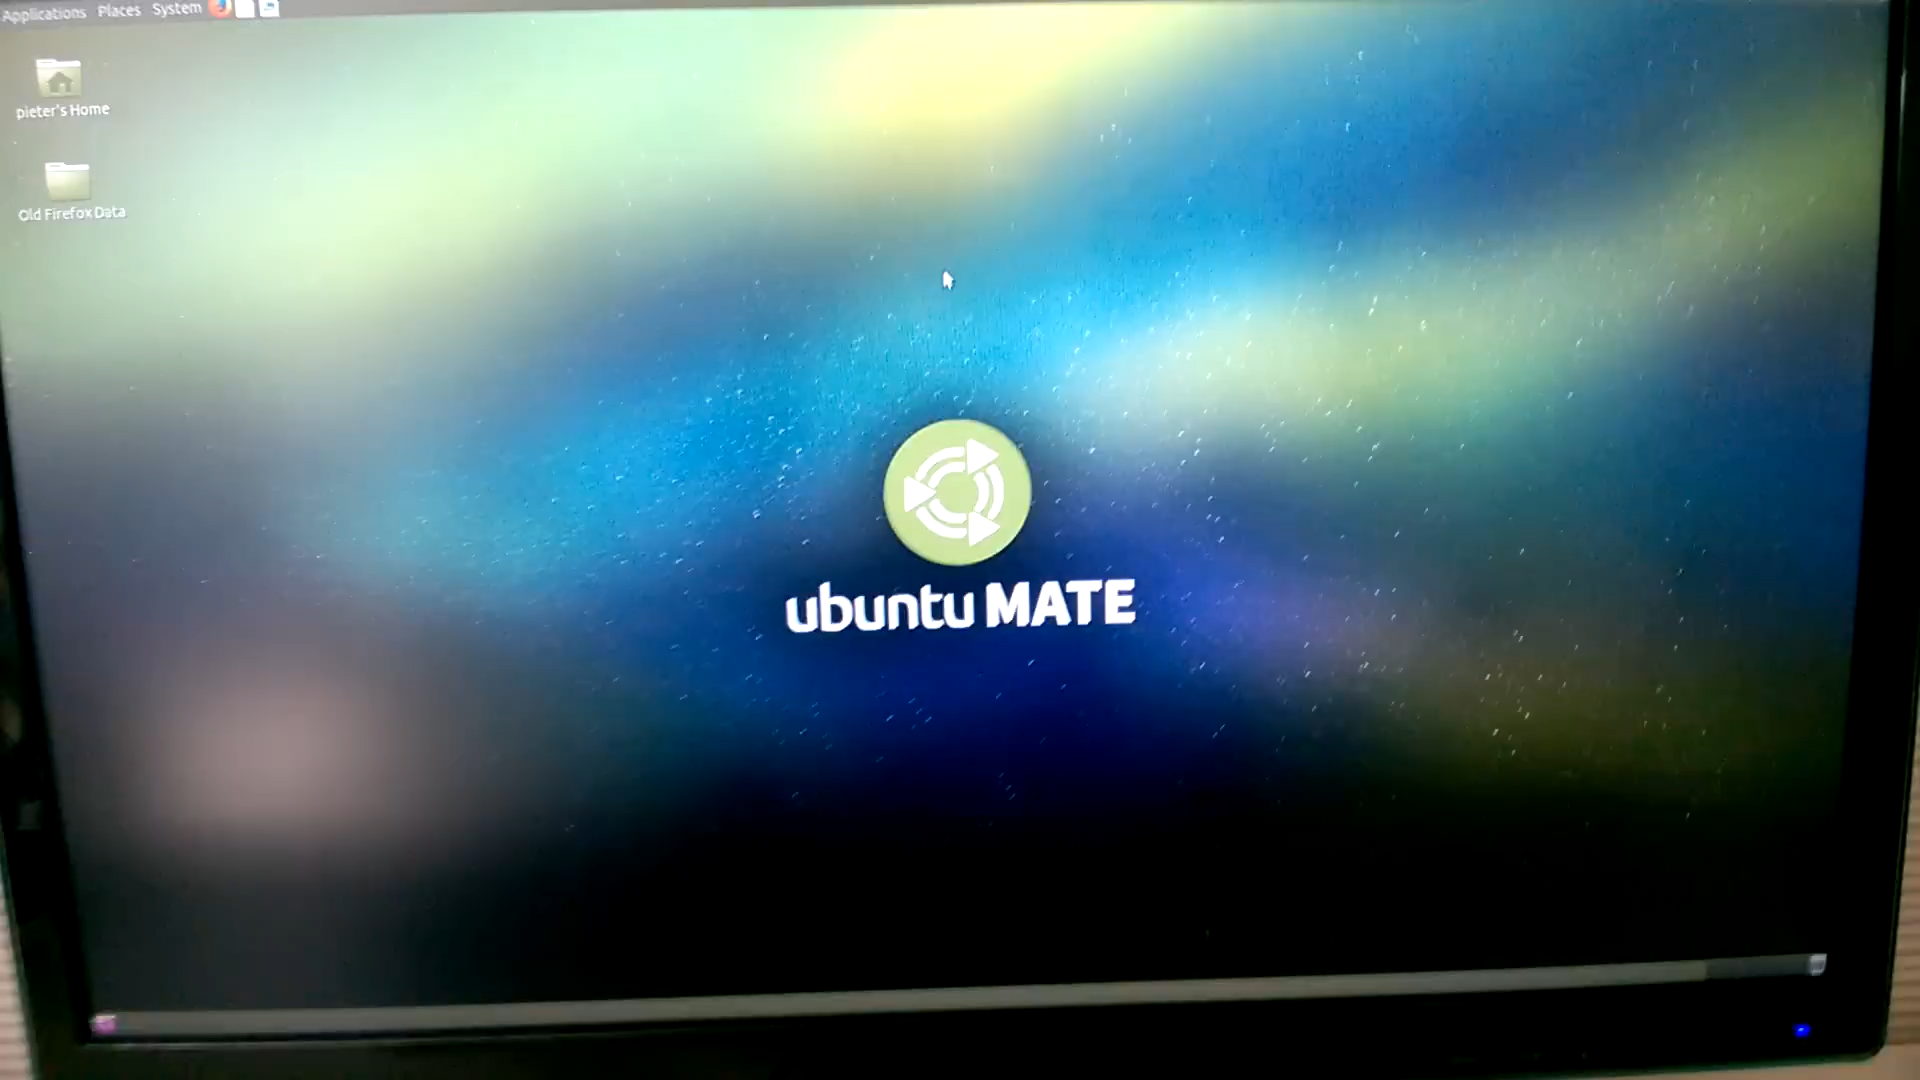 Applications Places System
pieter's Home
Old Firefox Data
ubuntu MATE